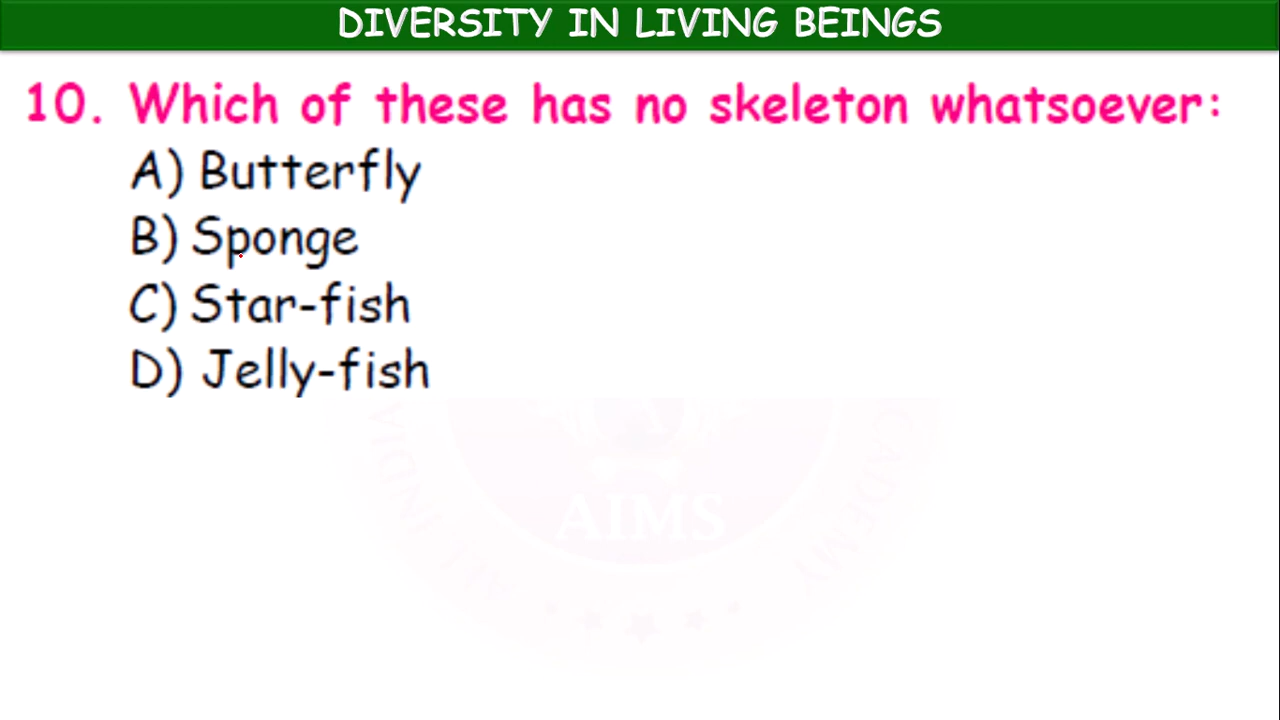 DIVERSITY IN LIVING BEINGS
10. Which of these has no skeleton whatsoever:
A) Butterfly
B) Sponge
C) Star-fish
D) Jelly-fish
AIMS